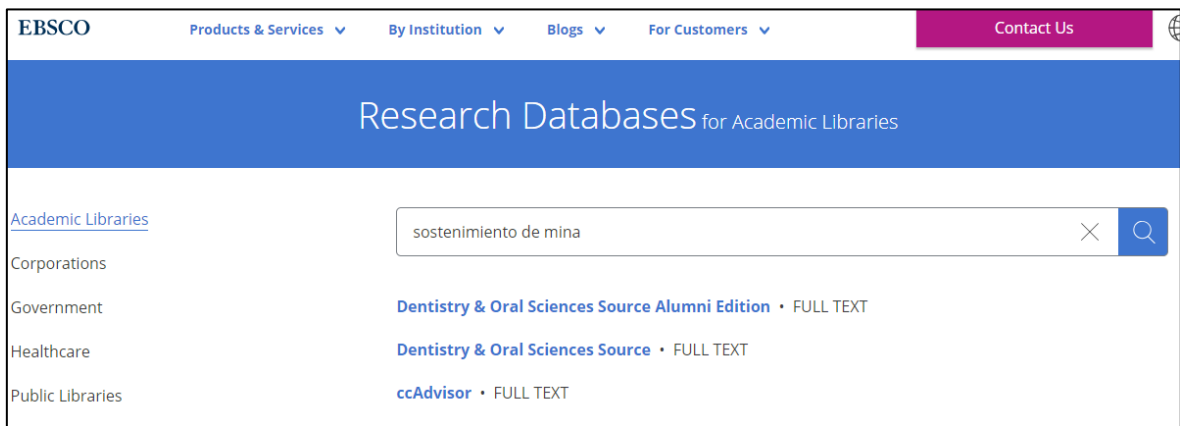 EBSCO Products & Services By Institution Blogs For Customers Contact Us
Research Databases for Academic Libraries
Academic Libraries
sostenimiento de mina
Corporations
Government
Healthcare
Public Libraries
Dentistry & Oral Sciences Source Alumni Edition • FULL TEXT
Dentistry & Oral Sciences Source • FULL TEXT
ccAdvisor • FULL TEXT